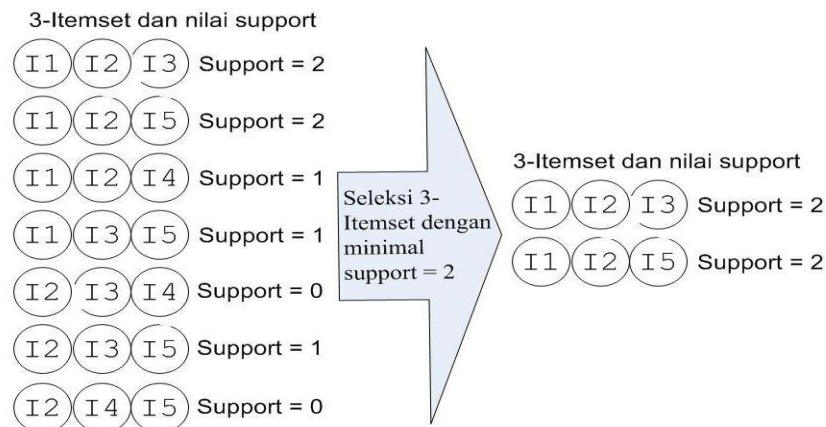 3-Itemset dan nilai support
I1 I2 I3 Support = 2
I1 I2 I5 Support = 2
I1 I2 I4 Support = 1
I1 I3 I5 Support = 1
I2 I3 I4 Support = 0
I2 I3 I5 Support = 1
I2 I4 I5 Support = 0
Seleksi 3-
Itemset dengan
minimal
support = 2
3-Itemset dan nilai support
I1 I2 I3 Support = 2
I1 I2 I5 Support = 2